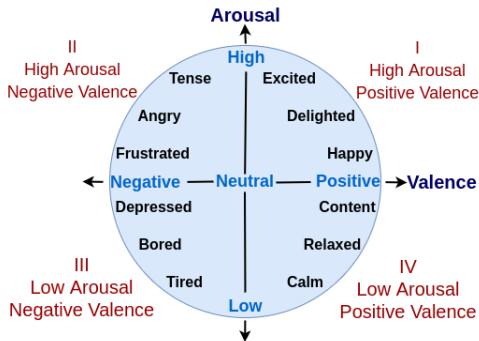 Arousal
II
High Arousal
Negative Valence
I
High Arousal
Positive Valence
High
Tense
Excited
Angry
Delighted
Frustrated
Happy
Negative
Neutral
Positive
Valence
Depressed
Content
Bored
Relaxed
Tired
Calm
III
Low Arousal
Negative Valence
IV
Low Arousal
Positive Valence
Low